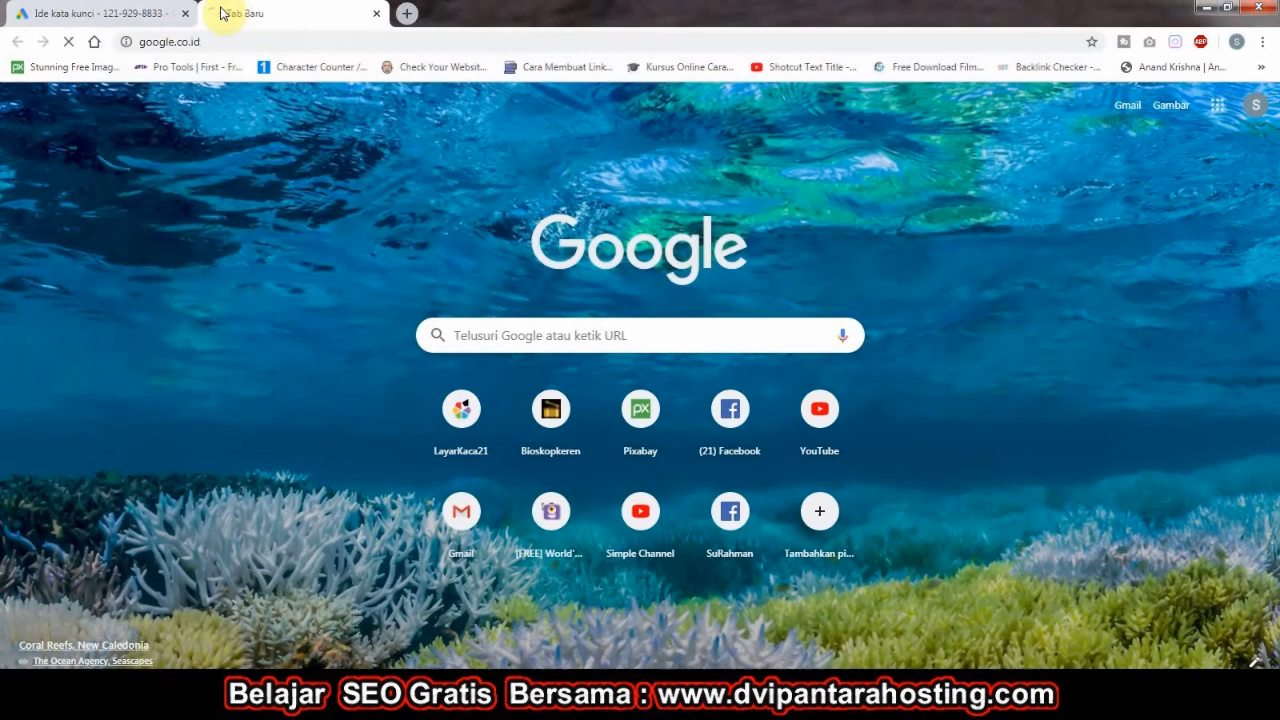 Ide kata kunci - 121-929-8833 -
Tab Baru
google.co.id
Stunning Free Imag...
Pro Tools | First - Fr...
Character Counter /...
Check Your Websit...
Cara Membuat Link...
Kursus Online Cara...
Shotcut Text Title -...
Free Download Film...
Backlink Checker -...
Anand Krishna | An...
»
Gmail
Gambar
S
Google
Telusuri Google atau ketik URL
LayarKaca21
Bioskopkeren
Pixabay
(21) Facebook
YouTube
Gmail
[FREE] World'...
Simple Channel
SuRahman
Tambahkan pi...
Coral Reefs, New Caledonia
The Ocean Agency, Seascapes
Belajar SEO Gratis Bersama : www.dvipantarahosting.com